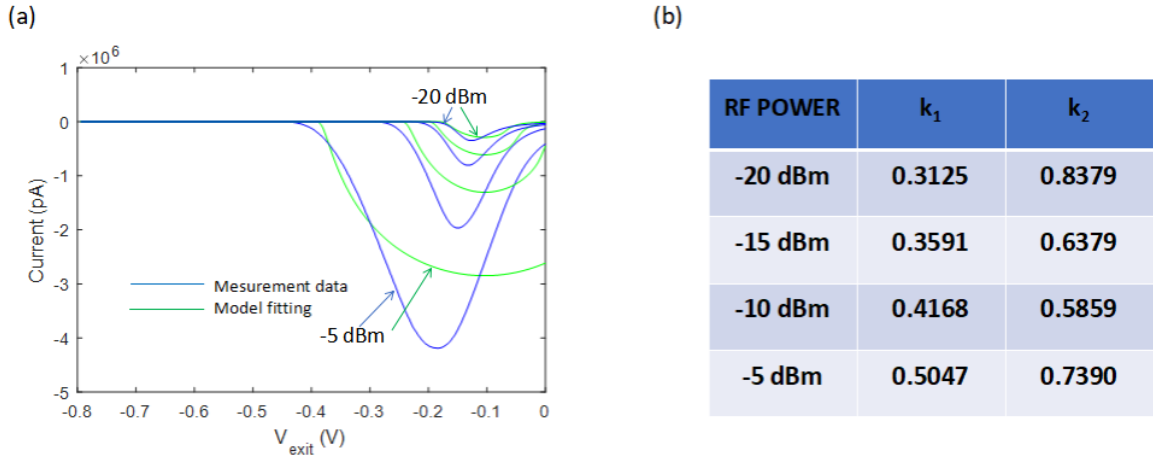 (a)
(b)
×10^6
1
0
-1
-2
-3
-4
-5
-0.8 -0.7 -0.6 -0.5 -0.4 -0.3 -0.2 -0.1 0
Current (pA)
V_exit (V)
-20 dBm
Mesurement data
Model fitting
-5 dBm
RF POWER k₁ k₂
-20 dBm 0.3125 0.8379
-15 dBm 0.3591 0.6379
-10 dBm 0.4168 0.5859
-5 dBm 0.5047 0.7390